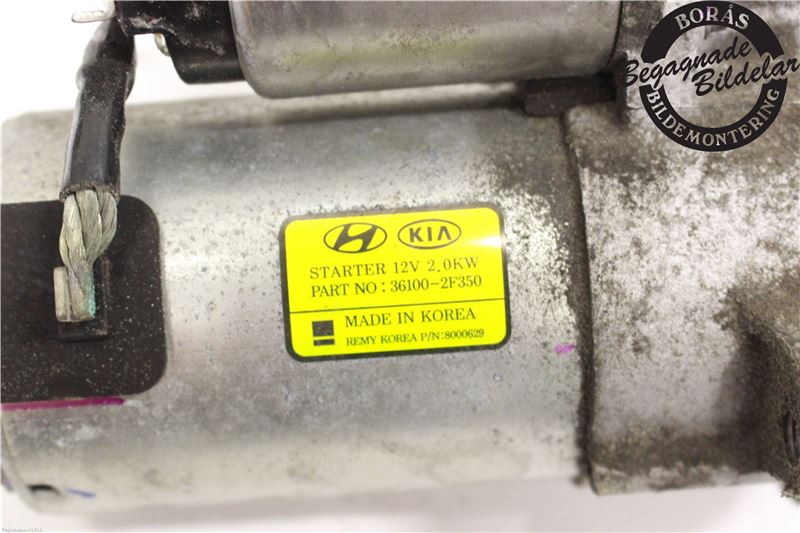 BORÅS
Begagnade
Bildelar
BILDEMONTERING
KIA
STARTER 12V 2.0KW
PART NO : 36100-2F350
MADE IN KOREA
REMY KOREA P/N:8000629